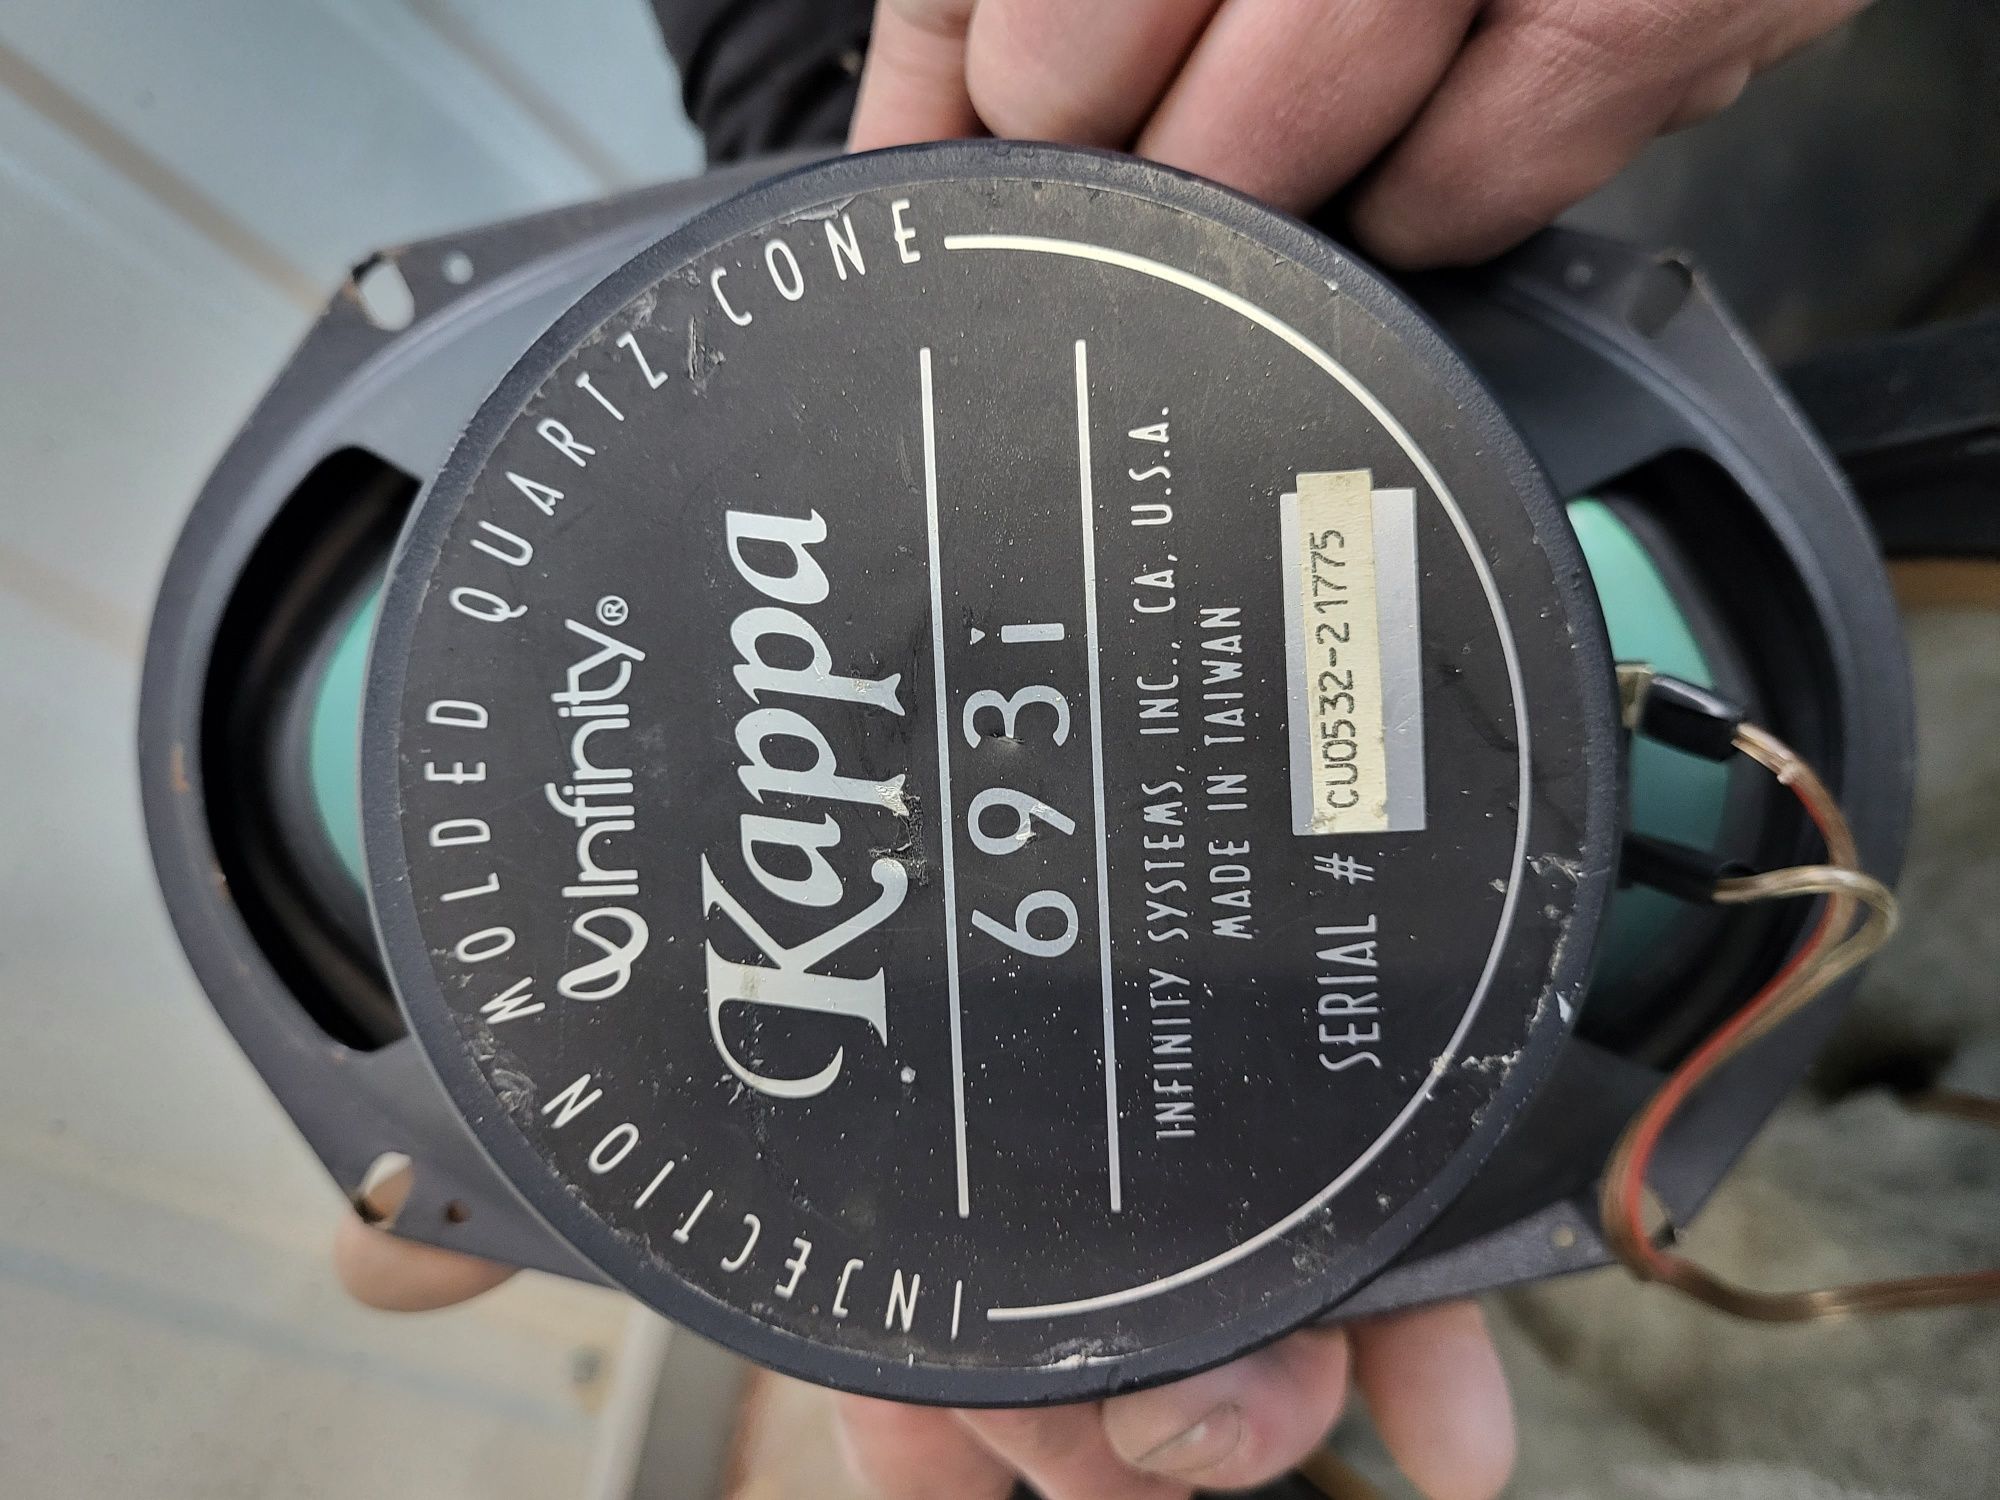 INJECTION MOLDED QUARTZ CONE
Infinity®
Kappa
693i
INFINITY SYSTEMS, INC., CA, U.S.A.
MADE IN TAIWAN
SERIAL # CU0532-21775